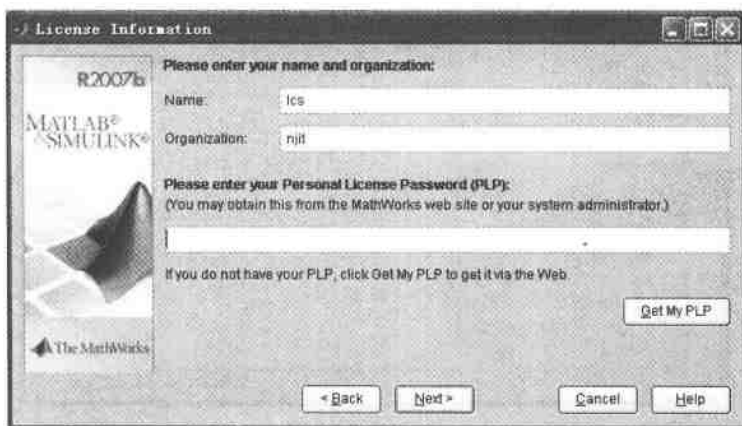 License Information
R2007b
MATLAB®
&SIMULINK®
The MathWorks
Please enter your name and organization:
Name: lcs
Organization: njit
Please enter your Personal License Password (PLP):
(You may obtain this from the MathWorks web site or your system administrator.)
If you do not have your PLP, click Get My PLP to get it via the Web.
Get My PLP
< Back
Next >
Cancel
Help